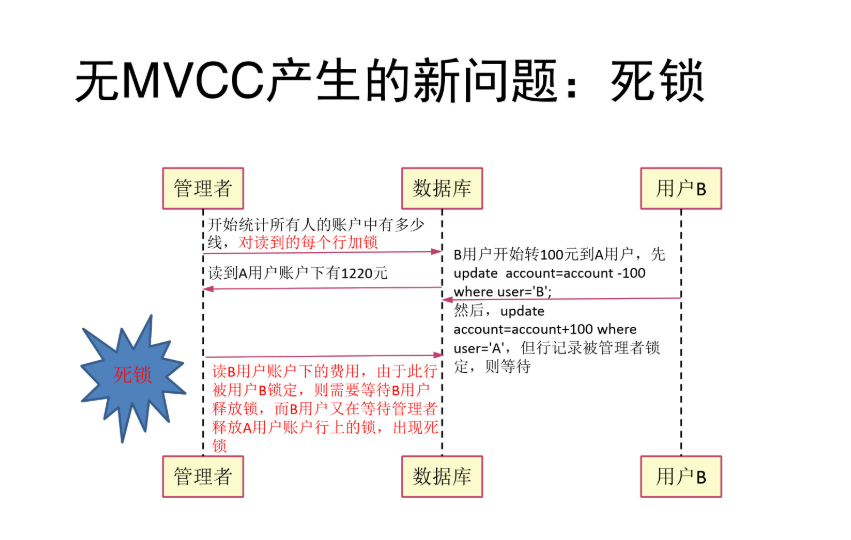 无MVCC产生的新问题：死锁
管理者
数据库
用户B
开始统计所有人的账户中有多少
线，对读到的每个行加锁
读到A用户账户下有1220元
B用户开始转100元到A用户，先
update account=account -100
where user='B';
然后，update
account=account+100 where
user='A'，但行记录被管理者锁
定，则等待
死锁
读B用户账户下的费用，由于此行
被用户B锁定，则需要等待B用户
释放锁，而B用户又在等待管理者
释放A用户账户行上的锁，出现死
锁
管理者
数据库
用户B